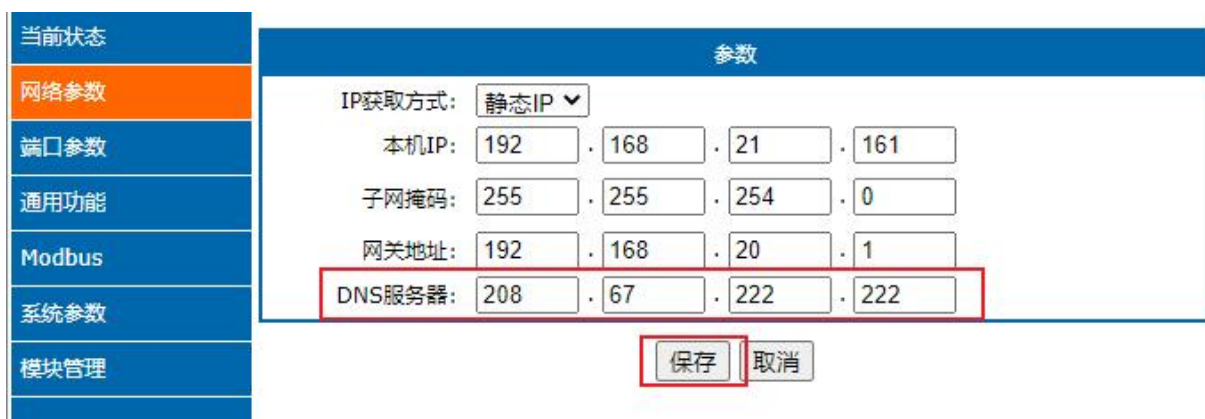 当前状态
网络参数
端口参数
通用功能
Modbus
系统参数
模块管理
参数
IP获取方式: 静态IP
本机IP: 192 . 168 . 21 . 161
子网掩码: 255 . 255 . 254 . 0
网关地址: 192 . 168 . 20 . 1
DNS服务器: 208 . 67 . 222 . 222
保存 取消